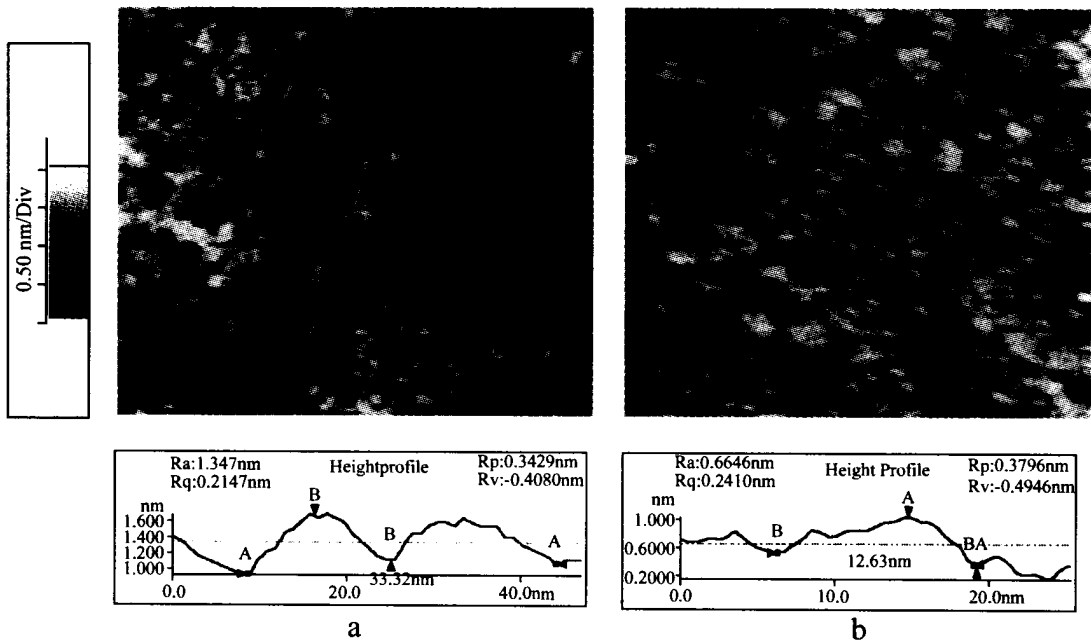 0.50 nm/Div
Ra:1.347nm
Rq:0.2147nm
Heightprofile
Rp:0.3429nm
Rv:-0.4080nm
nm
1.600
1.400
1.200
1.000
B
B
A
A
33.32nm
0.0
20.0
40.0nm
a
Ra:0.6646nm
Rq:0.2410nm
Height Profile
Rp:0.3796nm
Rv:-0.4946nm
nm
1.000
0.6000
0.2000
A
B
BA
12.63nm
0.0
10.0
20.0nm
b